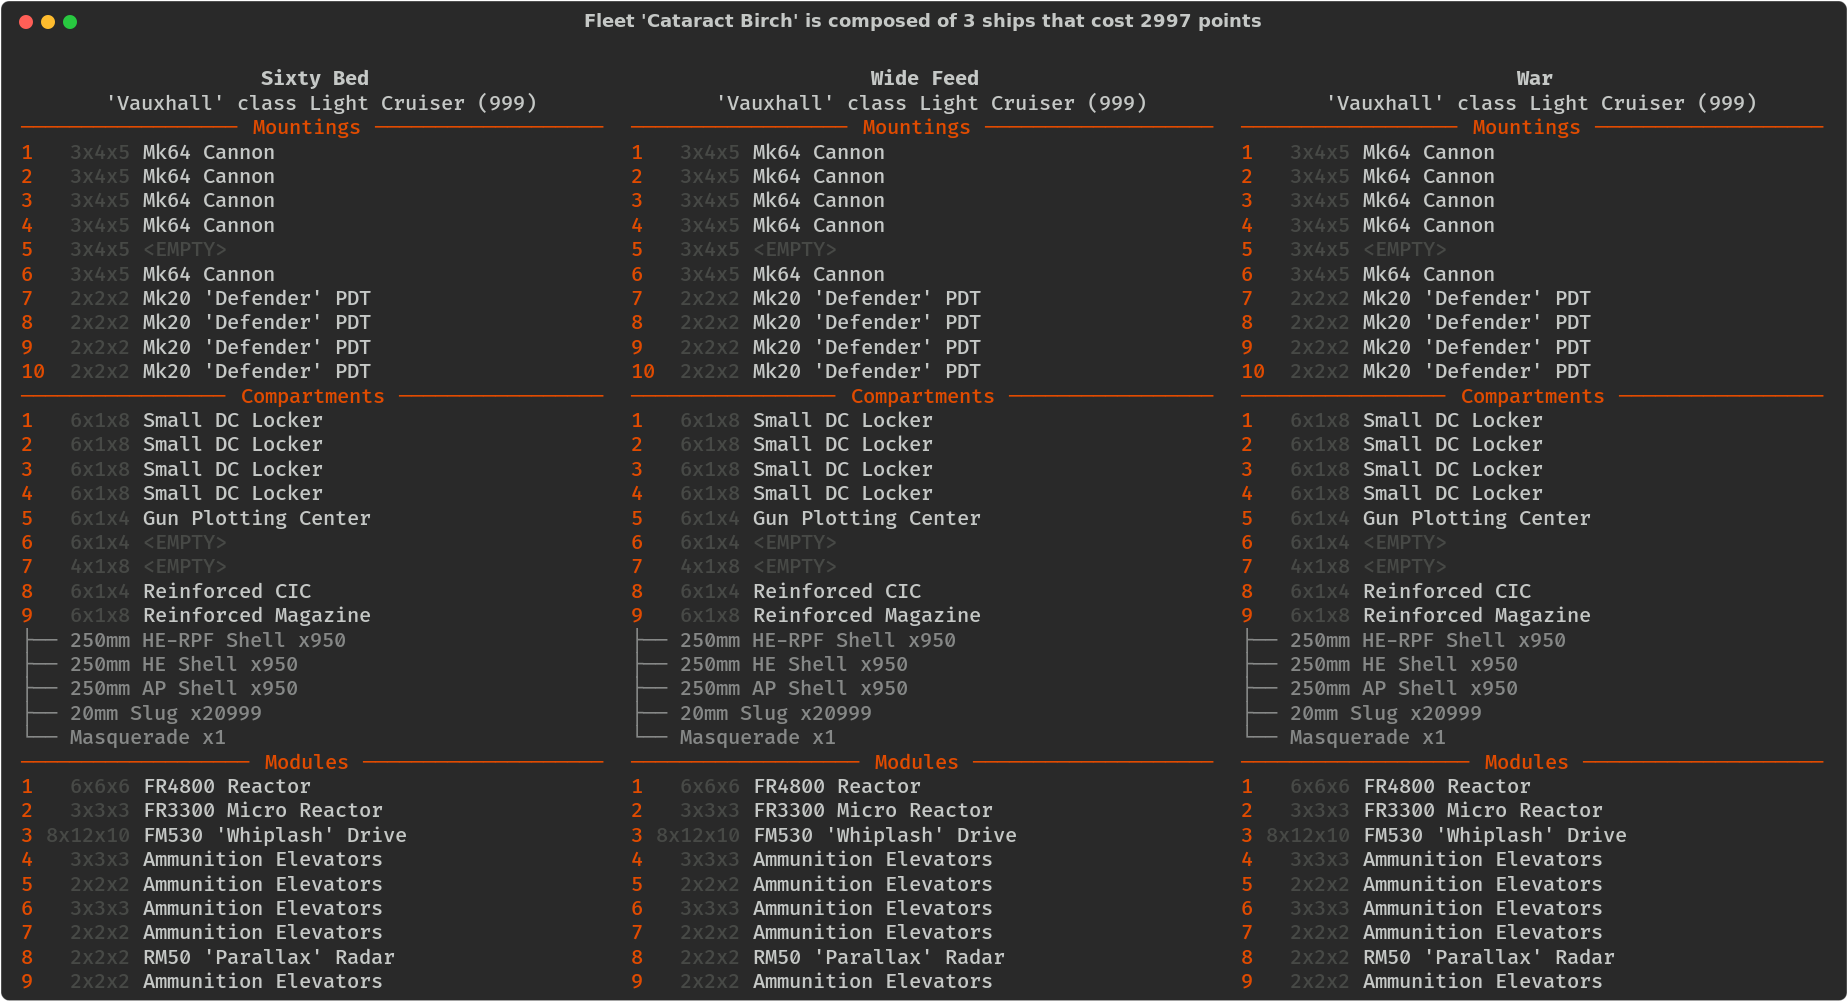 Fleet 'Cataract Birch' is composed of 3 ships that cost 2997 points
Sixty Bed
'Vauxhall' class Light Cruiser (999)
Mountings
1 3x4x5 Mk64 Cannon
2 3x4x5 Mk64 Cannon
3 3x4x5 Mk64 Cannon
4 3x4x5 Mk64 Cannon
5 3x4x5 <EMPTY>
6 3x4x5 Mk64 Cannon
7 2x2x2 Mk20 'Defender' PDT
8 2x2x2 Mk20 'Defender' PDT
9 2x2x2 Mk20 'Defender' PDT
10 2x2x2 Mk20 'Defender' PDT
Compartments
1 6x1x8 Small DC Locker
2 6x1x8 Small DC Locker
3 6x1x8 Small DC Locker
4 6x1x8 Small DC Locker
5 6x1x4 Gun Plotting Center
6 6x1x4 <EMPTY>
7 4x1x8 <EMPTY>
8 6x1x4 Reinforced CIC
9 6x1x8 Reinforced Magazine
├── 250mm HE-RPF Shell x950
├── 250mm HE Shell x950
├── 250mm AP Shell x950
├── 20mm Slug x20999
└── Masquerade x1
Modules
1 6x6x6 FR4800 Reactor
2 3x3x3 FR3300 Micro Reactor
3 8x12x10 FM530 'Whiplash' Drive
4 3x3x3 Ammunition Elevators
5 2x2x2 Ammunition Elevators
6 3x3x3 Ammunition Elevators
7 2x2x2 Ammunition Elevators
8 2x2x2 RM50 'Parallax' Radar
9 2x2x2 Ammunition Elevators
Wide Feed
'Vauxhall' class Light Cruiser (999)
Mountings
1 3x4x5 Mk64 Cannon
2 3x4x5 Mk64 Cannon
3 3x4x5 Mk64 Cannon
4 3x4x5 Mk64 Cannon
5 3x4x5 <EMPTY>
6 3x4x5 Mk64 Cannon
7 2x2x2 Mk20 'Defender' PDT
8 2x2x2 Mk20 'Defender' PDT
9 2x2x2 Mk20 'Defender' PDT
10 2x2x2 Mk20 'Defender' PDT
Compartments
1 6x1x8 Small DC Locker
2 6x1x8 Small DC Locker
3 6x1x8 Small DC Locker
4 6x1x8 Small DC Locker
5 6x1x4 Gun Plotting Center
6 6x1x4 <EMPTY>
7 4x1x8 <EMPTY>
8 6x1x4 Reinforced CIC
9 6x1x8 Reinforced Magazine
├── 250mm HE-RPF Shell x950
├── 250mm HE Shell x950
├── 250mm AP Shell x950
├── 20mm Slug x20999
└── Masquerade x1
Modules
1 6x6x6 FR4800 Reactor
2 3x3x3 FR3300 Micro Reactor
3 8x12x10 FM530 'Whiplash' Drive
4 3x3x3 Ammunition Elevators
5 2x2x2 Ammunition Elevators
6 3x3x3 Ammunition Elevators
7 2x2x2 Ammunition Elevators
8 2x2x2 RM50 'Parallax' Radar
9 2x2x2 Ammunition Elevators
War
'Vauxhall' class Light Cruiser (999)
Mountings
1 3x4x5 Mk64 Cannon
2 3x4x5 Mk64 Cannon
3 3x4x5 Mk64 Cannon
4 3x4x5 Mk64 Cannon
5 3x4x5 <EMPTY>
6 3x4x5 Mk64 Cannon
7 2x2x2 Mk20 'Defender' PDT
8 2x2x2 Mk20 'Defender' PDT
9 2x2x2 Mk20 'Defender' PDT
10 2x2x2 Mk20 'Defender' PDT
Compartments
1 6x1x8 Small DC Locker
2 6x1x8 Small DC Locker
3 6x1x8 Small DC Locker
4 6x1x8 Small DC Locker
5 6x1x4 Gun Plotting Center
6 6x1x4 <EMPTY>
7 4x1x8 <EMPTY>
8 6x1x4 Reinforced CIC
9 6x1x8 Reinforced Magazine
├── 250mm HE-RPF Shell x950
├── 250mm HE Shell x950
├── 250mm AP Shell x950
├── 20mm Slug x20999
└── Masquerade x1
Modules
1 6x6x6 FR4800 Reactor
2 3x3x3 FR3300 Micro Reactor
3 8x12x10 FM530 'Whiplash' Drive
4 3x3x3 Ammunition Elevators
5 2x2x2 Ammunition Elevators
6 3x3x3 Ammunition Elevators
7 2x2x2 Ammunition Elevators
8 2x2x2 RM50 'Parallax' Radar
9 2x2x2 Ammunition Elevators